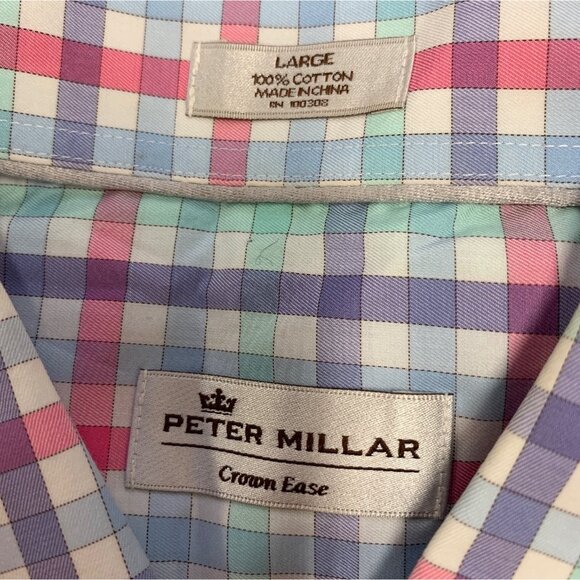 LARGE
100% COTTON
MADE IN CHINA
RN 100308
PETER MILLAR
Crown Ease